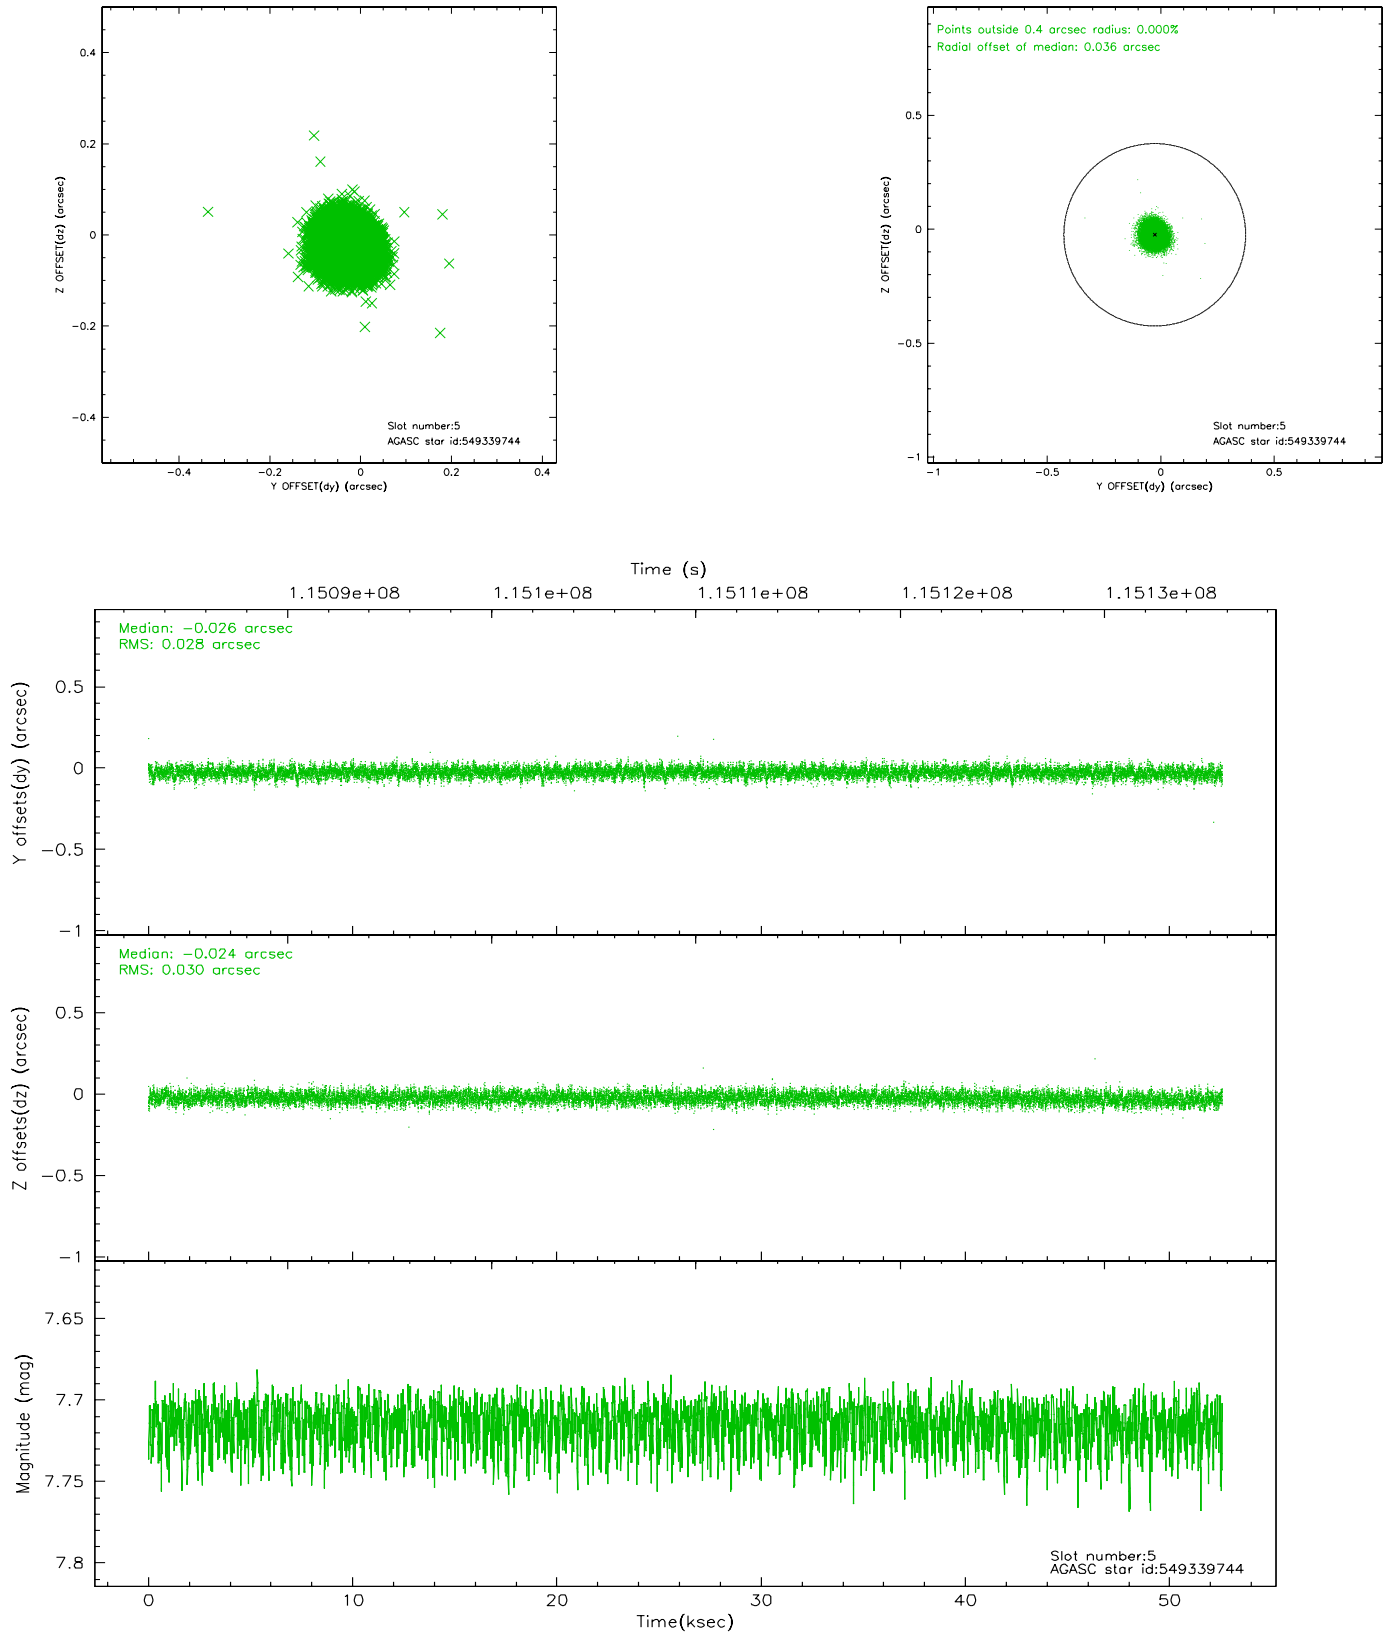 0.4
0.2
0
−0.2
−0.4
Z OFFSET(dz) (arcsec)
Slot number:5
AGASC star id:549339744
−0.4 −0.2 0 0.2 0.4
Y OFFSET(dy) (arcsec)
Points outside 0.4 arcsec radius: 0.000%
Radial offset of median: 0.036 arcsec
0.5
0
−0.5
−1
Z OFFSET(dz) (arcsec)
Slot number:5
AGASC star id:549339744
−1 −0.5 0 0.5
Y OFFSET(dy) (arcsec)
Time (s)
1.1509e+08 1.151e+08 1.1511e+08 1.1512e+08 1.1513e+08
Median: −0.026 arcsec
RMS: 0.028 arcsec
0.5
0
−0.5
−1
Y offsets(dy) (arcsec)
Median: −0.024 arcsec
RMS: 0.030 arcsec
0.5
0
−0.5
−1
Z offsets(dz) (arcsec)
7.65
7.7
7.75
7.8
Magnitude (mag)
Slot number:5
AGASC star id:549339744
0 10 20 30 40 50
Time(ksec)